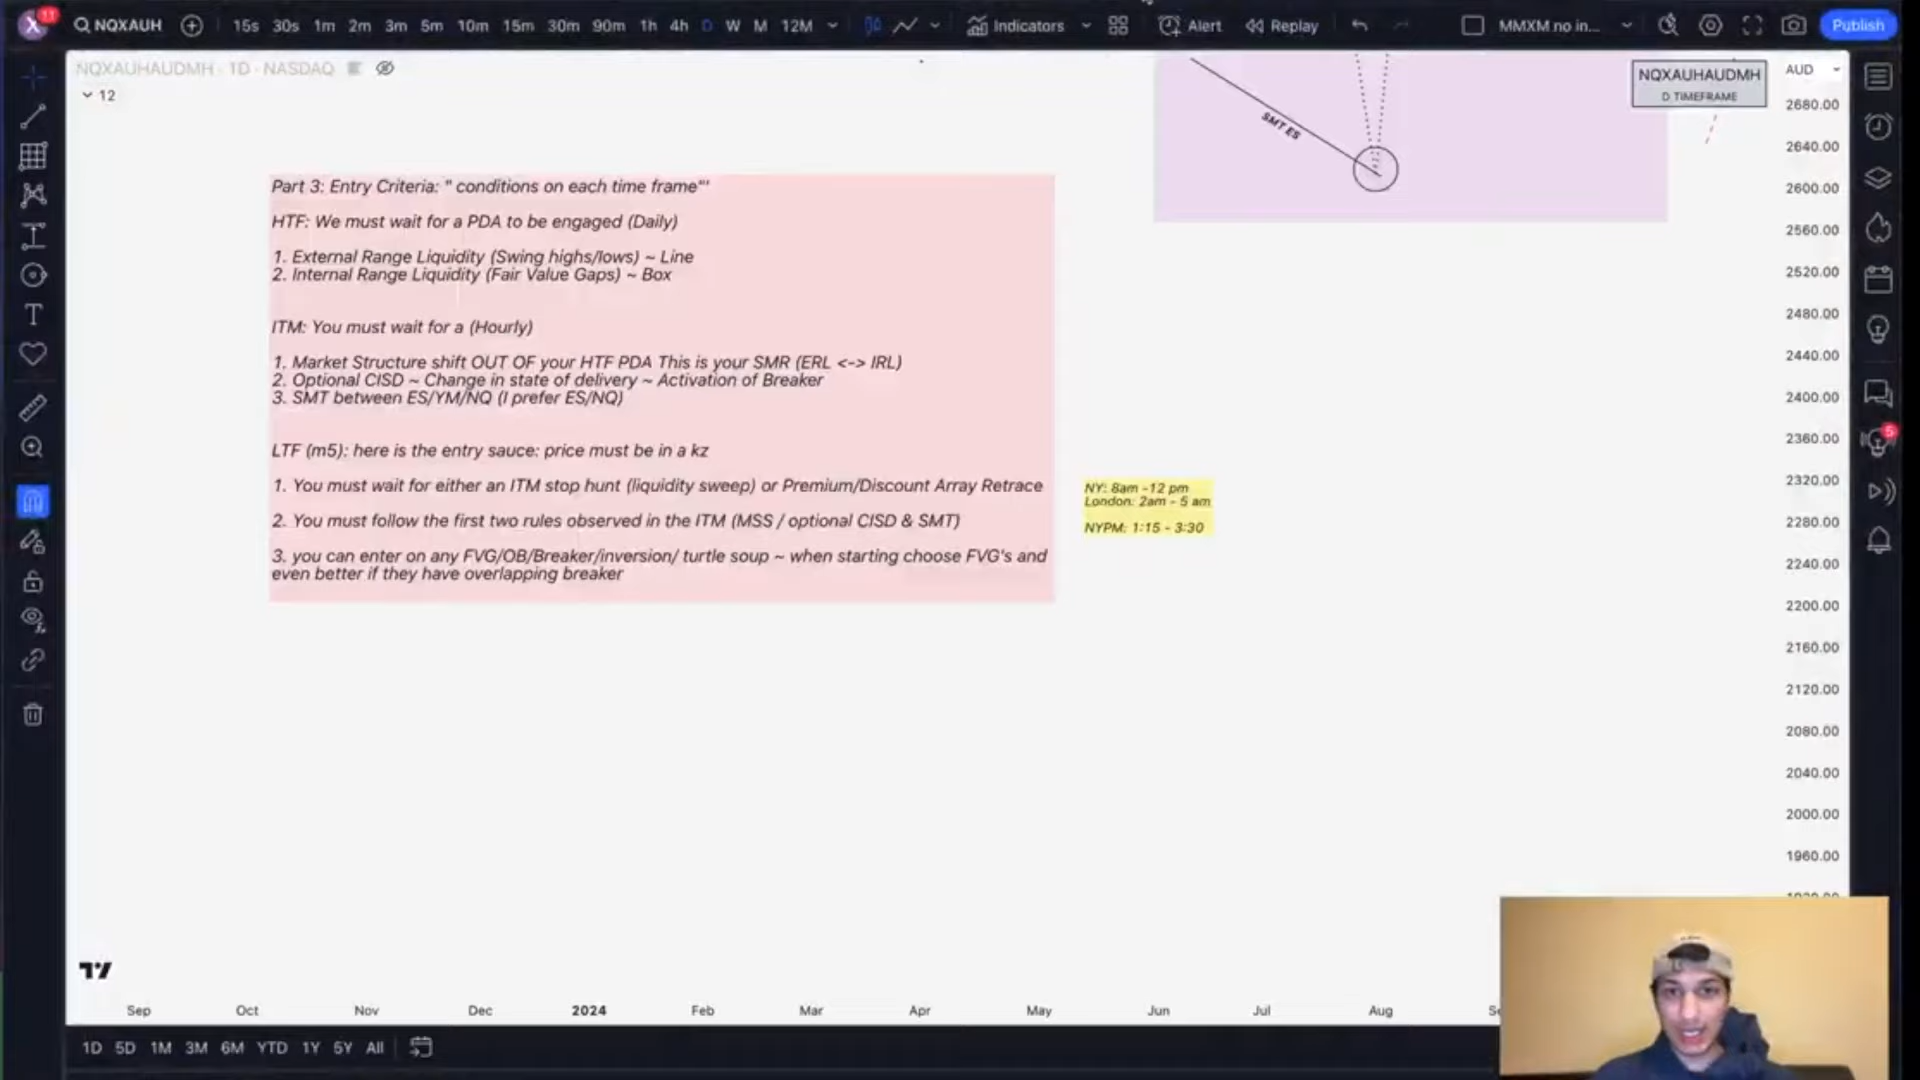 11
NQXAUH
15s 30s 1m 2m 3m 5m 10m 15m 30m 90m 1h 4h D W M 12M
Indicators
Alert
Replay
MMXM no in...
Publish
NQXAUHAUDMH · 1D · NASDAQ
12
NQXAUHAUDMH
D TIMEFRAME
AUD
SMT ES
Part 3: Entry Criteria: " conditions on each time frame"'
HTF: We must wait for a PDA to be engaged (Daily)
1. External Range Liquidity (Swing highs/lows) ~ Line
2. Internal Range Liquidity (Fair Value Gaps) ~ Box
ITM: You must wait for a (Hourly)
1. Market Structure shift OUT OF your HTF PDA This is your SMR (ERL <-> IRL)
2. Optional CISD ~ Change in state of delivery ~ Activation of Breaker
3. SMT between ES/YM/NQ (I prefer ES/NQ)
LTF (m5): here is the entry sauce: price must be in a kz
1. You must wait for either an ITM stop hunt (liquidity sweep) or Premium/Discount Array Retrace
2. You must follow the first two rules observed in the ITM (MSS / optional CISD & SMT)
3. you can enter on any FVG/OB/Breaker/inversion/ turtle soup ~ when starting choose FVG's and
even better if they have overlapping breaker
NY: 8am -12 pm
London: 2am - 5 am
NYPM: 1:15 - 3:30
2680.00
2640.00
2600.00
2560.00
2520.00
2480.00
2440.00
2400.00
2360.00
2320.00
2280.00
2240.00
2200.00
2160.00
2120.00
2080.00
2040.00
2000.00
1960.00
5
Sep Oct Nov Dec 2024 Feb Mar Apr May Jun Jul Aug
1D 5D 1M 3M 6M YTD 1Y 5Y All